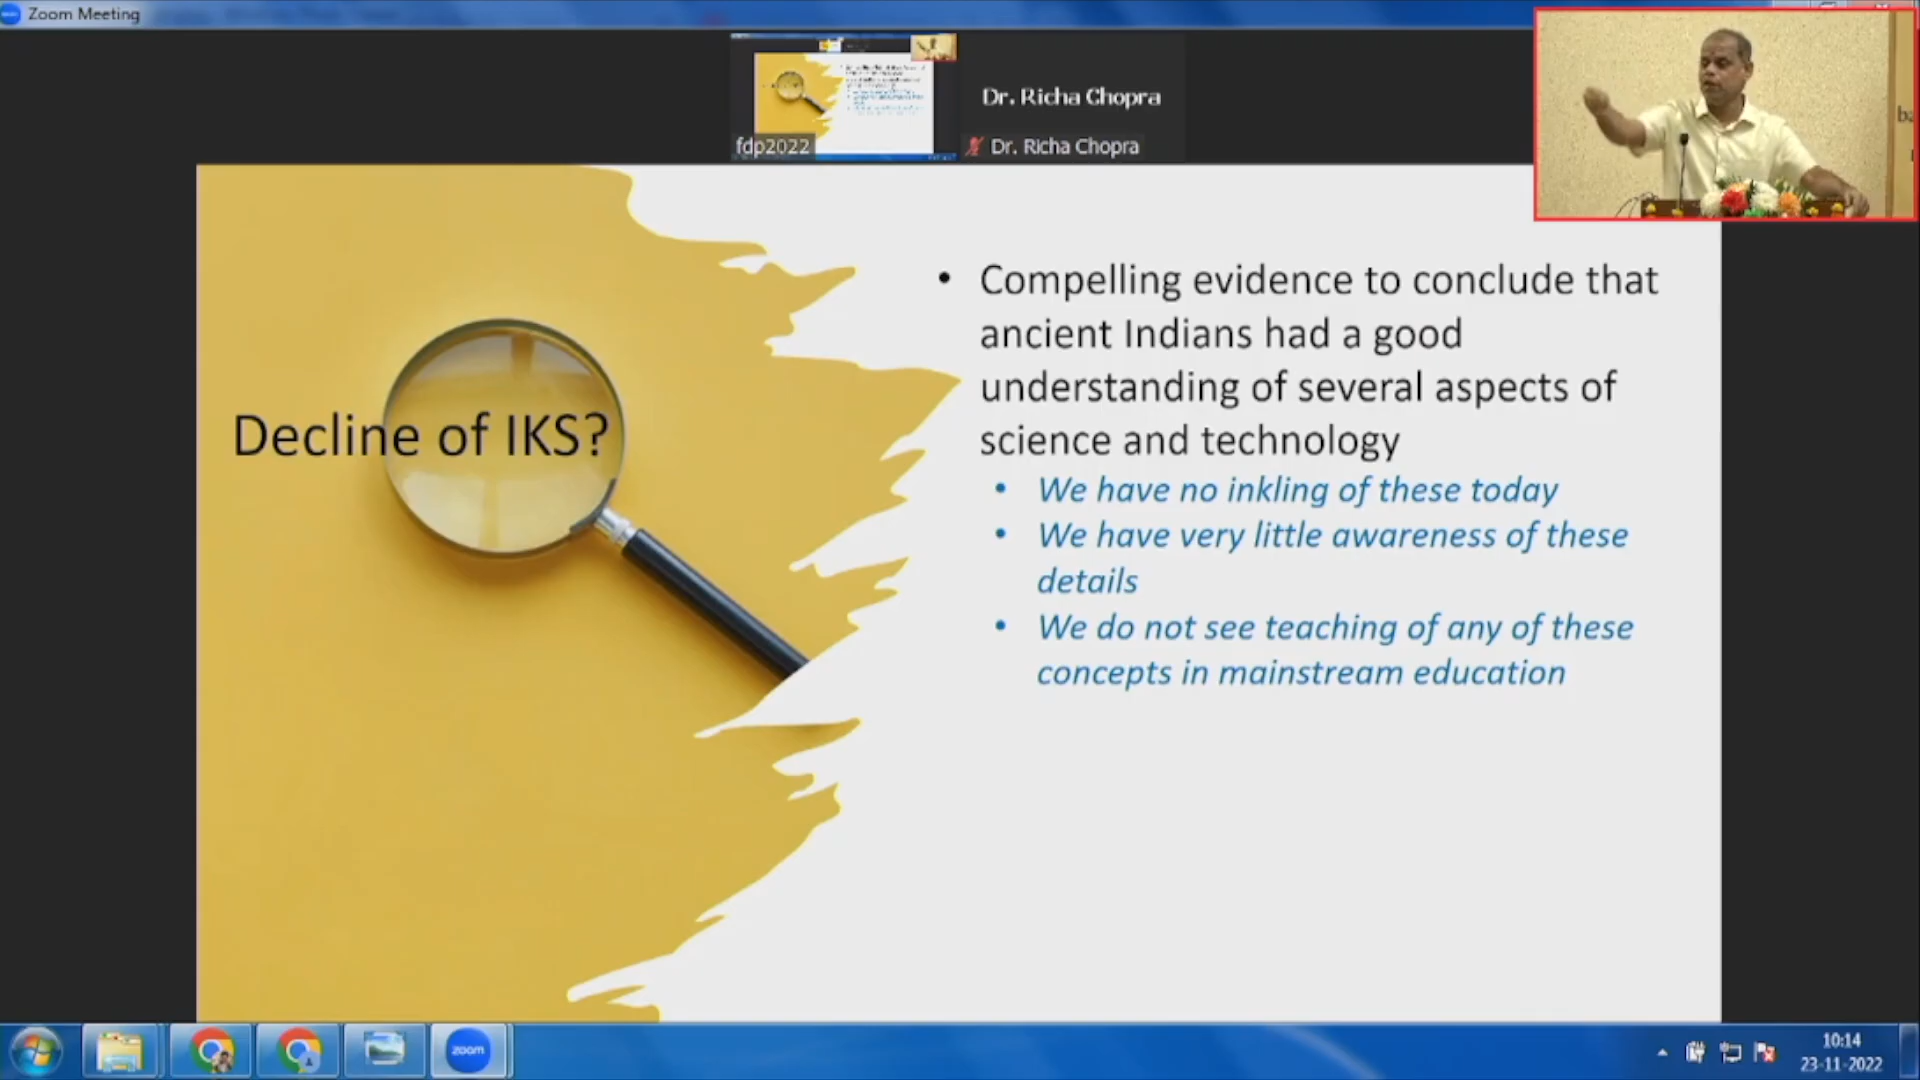 Zoom Meeting
fdp2022
Dr. Richa Chopra
Dr. Richa Chopra
Decline of IKS?
• Compelling evidence to conclude that
ancient Indians had a good
understanding of several aspects of
science and technology
• We have no inkling of these today
• We have very little awareness of these
details
• We do not see teaching of any of these
concepts in mainstream education
zoom
10:14
23-11-2022